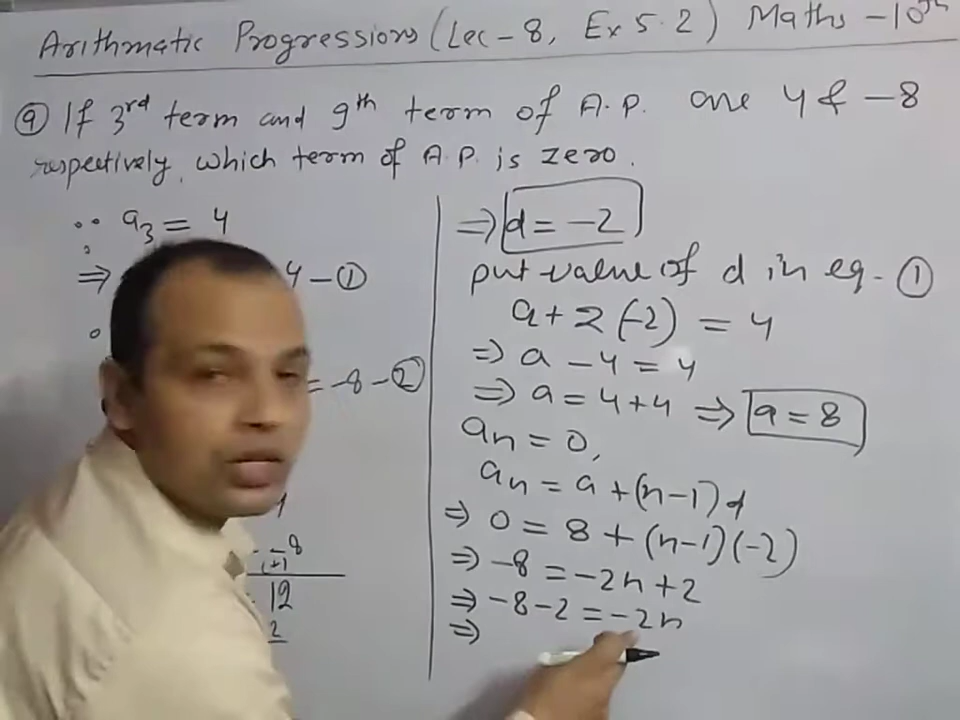 Arithmatic Progressions (Lec-8, Ex 5.2) Maths -10th
⑨ If 3rd term and 9th term of A.P. are 4 & -8
respectively, which term of A.P. is zero.
∵ a₃ = 4
⇒ 4 - ①
= -8 - ②
-8
(+)
12
2
⇒ d = -2
put value of d in eq. ①
a + 2(-2) = 4
⇒ a - 4 = 4
⇒ a = 4 + 4 ⇒ a = 8
aₙ = 0,
aₙ = a + (n-1)d
⇒ 0 = 8 + (n-1)(-2)
⇒ -8 = -2n + 2
⇒ -8 - 2 = -2n
⇒